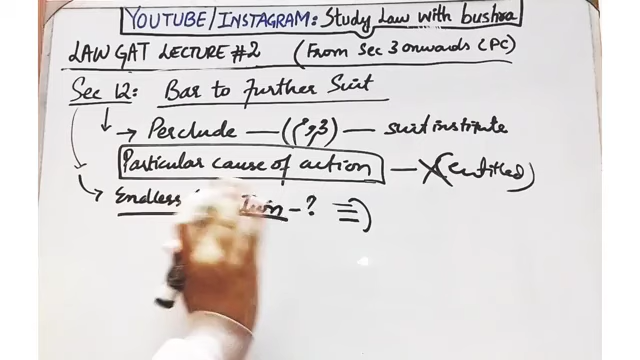 YOUTUBE/INSTAGRAM: Study Law with bushra
LAW GAT LECTURE #2 (From Sec 3 onwards CPC)
Sec 12: Bar to further Suit
→ Perclude — ( ) — suit institute
Particular cause of action — X (entitled)
Endless - ?